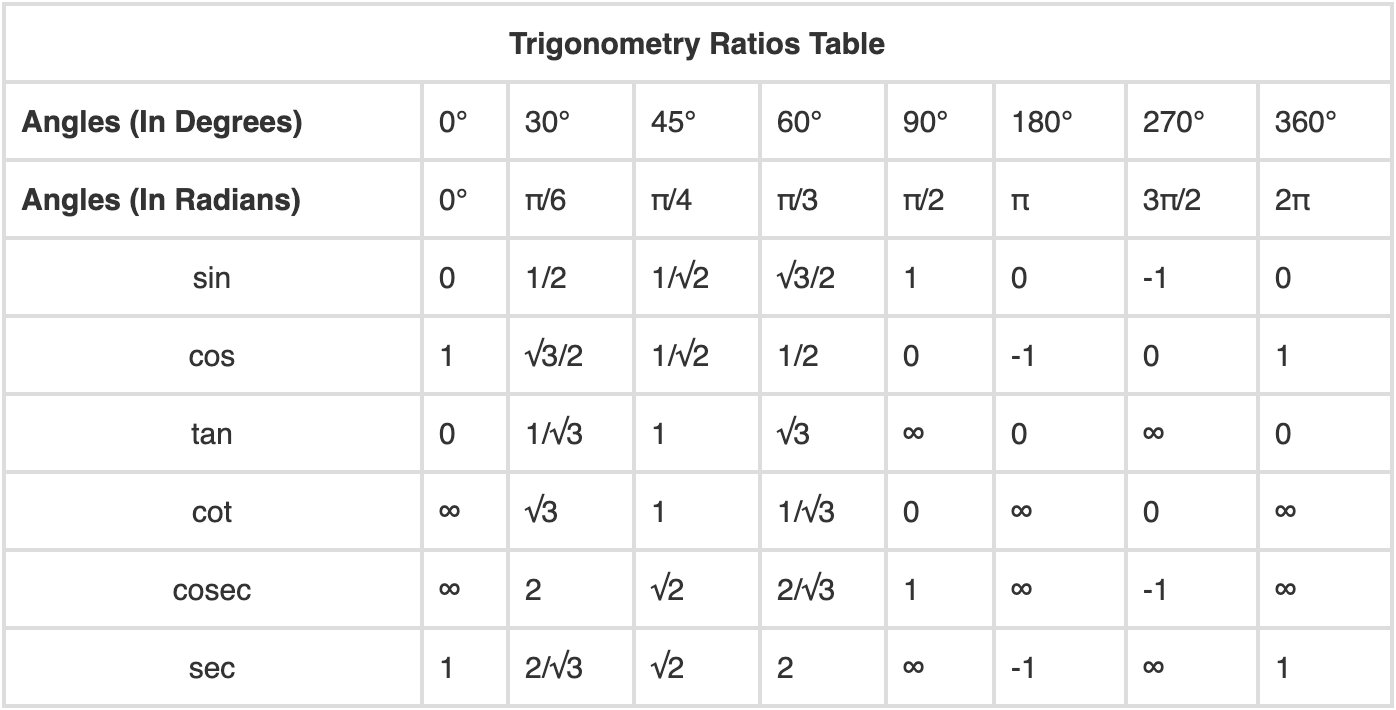 Trigonometry Ratios Table
Angles (In Degrees) 0° 30° 45° 60° 90° 180° 270° 360°
Angles (In Radians) 0° π/6 π/4 π/3 π/2 π 3π/2 2π
sin 0 1/2 1/√2 √3/2 1 0 -1 0
cos 1 √3/2 1/√2 1/2 0 -1 0 1
tan 0 1/√3 1 √3 ∞ 0 ∞ 0
cot ∞ √3 1 1/√3 0 ∞ 0 ∞
cosec ∞ 2 √2 2/√3 1 ∞ -1 ∞
sec 1 2/√3 √2 2 ∞ -1 ∞ 1